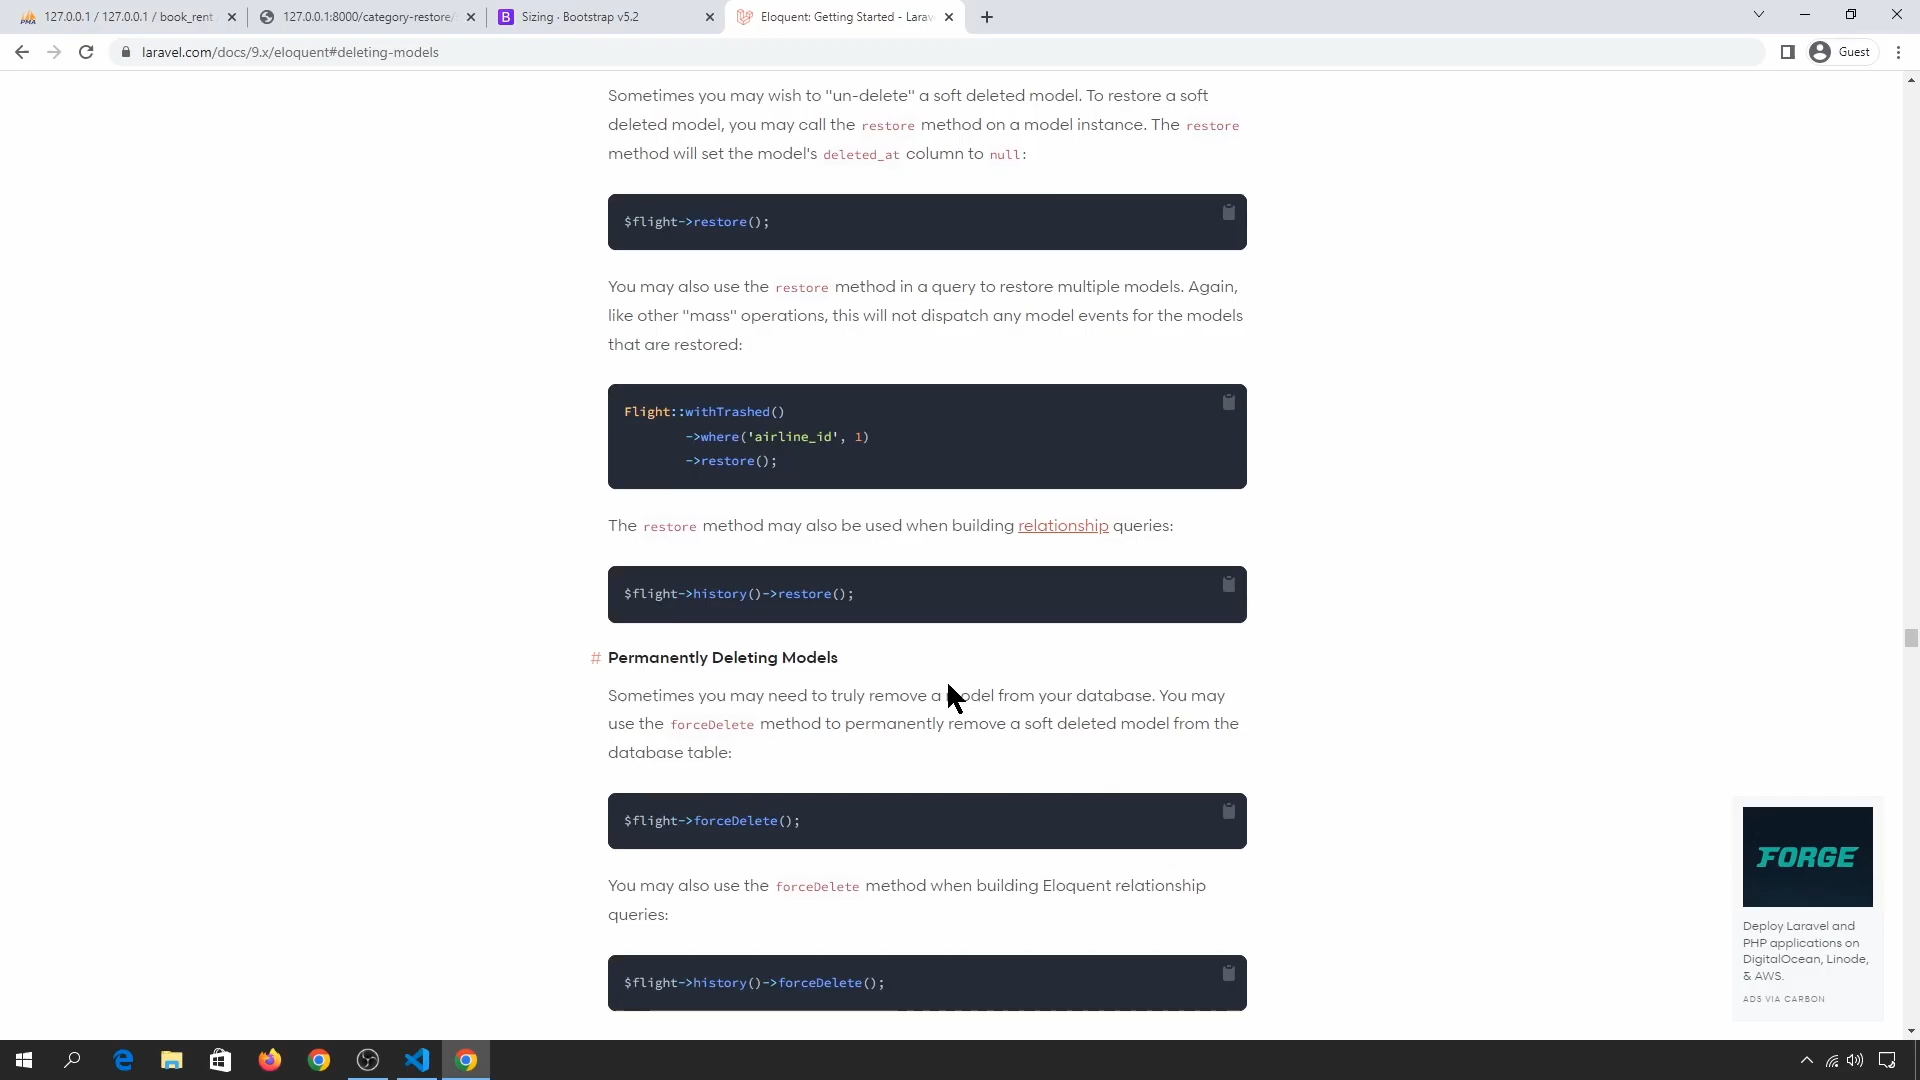 127.0.0.1 / 127.0.0.1 / book_rent
127.0.0.1:8000/category-restore/
Sizing · Bootstrap v5.2
Eloquent: Getting Started - Larav
laravel.com/docs/9.x/eloquent#deleting-models
Guest
Sometimes you may wish to "un-delete" a soft deleted model. To restore a soft
deleted model, you may call the restore method on a model instance. The restore
method will set the model's deleted_at column to null:
$flight->restore();
You may also use the restore method in a query to restore multiple models. Again,
like other "mass" operations, this will not dispatch any model events for the models
that are restored:
Flight::withTrashed()
->where('airline_id', 1)
->restore();
The restore method may also be used when building relationship queries:
$flight->history()->restore();
# Permanently Deleting Models
Sometimes you may need to truly remove a model from your database. You may
use the forceDelete method to permanently remove a soft deleted model from the
database table:
$flight->forceDelete();
You may also use the forceDelete method when building Eloquent relationship
queries:
$flight->history()->forceDelete();
FORGE
Deploy Laravel and
PHP applications on
DigitalOcean, Linode,
& AWS.
ADS VIA CARBON